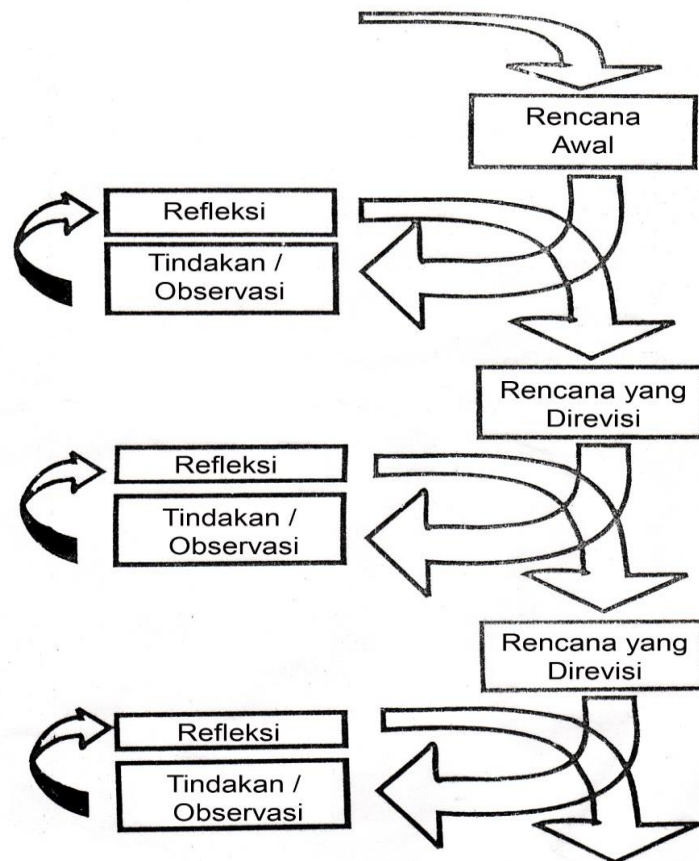 Rencana
Awal
Refleksi
Tindakan /
Observasi
Rencana yang
Direvisi
Refleksi
Tindakan /
Observasi
Rencana yang
Direvisi
Refleksi
Tindakan /
Observasi